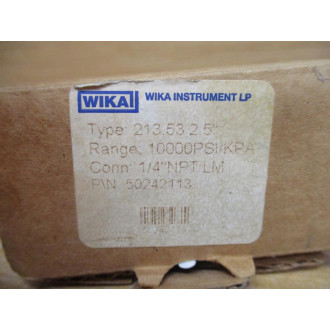 WIKA WIKA INSTRUMENT LP
Type: 213.53 2.5"
Range: 10000PSI/KPA
Conn: 1/4"NPT LM
P\N: 50242113